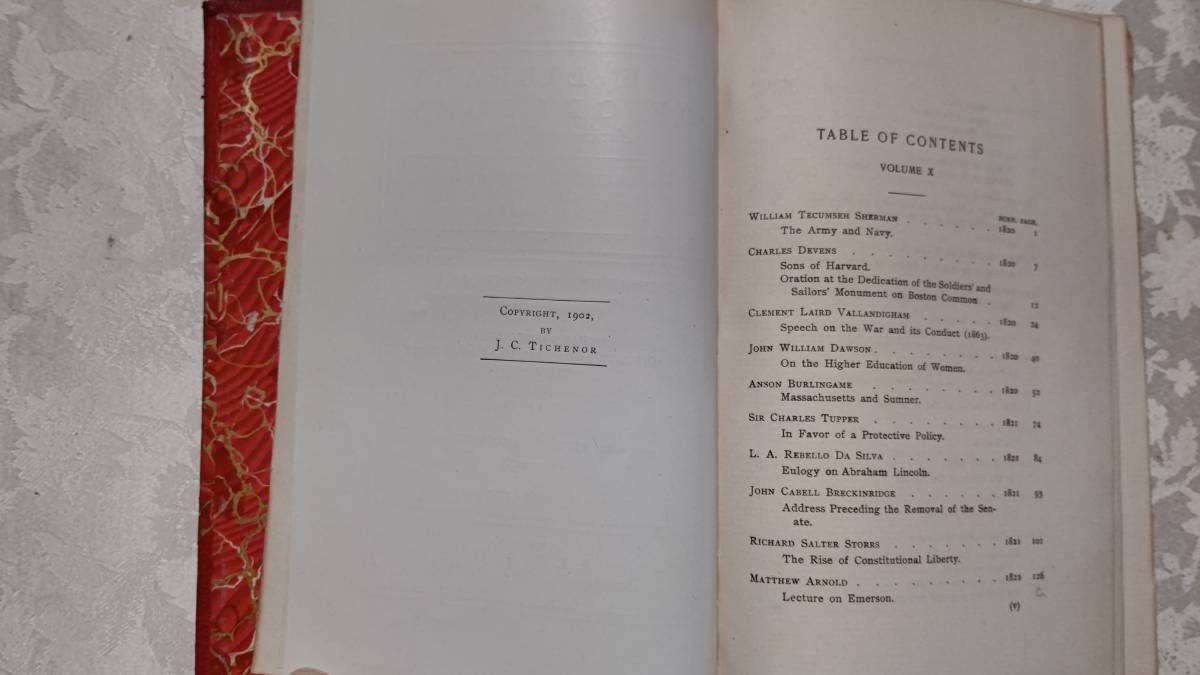 COPYRIGHT, 1902,
BY
J. C. TICHENOR
TABLE OF CONTENTS
VOLUME X
BORN. PAGE.
WILLIAM TECUMSEH SHERMAN . . . . . . 1820 1
The Army and Navy.
CHARLES DEVENS . . . . . . . . . 1820 7
Sons of Harvard.
Oration at the Dedication of the Soldiers' and
Sailors' Monument on Boston Common . 12
CLEMENT LAIRD VALLANDIGHAM . . . . . 1820 24
Speech on the War and its Conduct (1863).
JOHN WILLIAM DAWSON . . . . . . . . 1820 40
On the Higher Education of Women.
ANSON BURLINGAME . . . . . . . 1820 52
Massachusetts and Sumner.
SIR CHARLES TUPPER . . . . . . . 1821 74
In Favor of a Protective Policy.
L. A. REBELLO DA SILVA . . . . . . . 1821 84
Eulogy on Abraham Lincoln.
JOHN CABELL BRECKINRIDGE . . . . . . 1821 93
Address Preceding the Removal of the Sen-
ate.
RICHARD SALTER STORRS . . . . . . . 1821 101
The Rise of Constitutional Liberty.
MATTHEW ARNOLD . . . . . . . . . 1822 126
Lecture on Emerson.
(v)